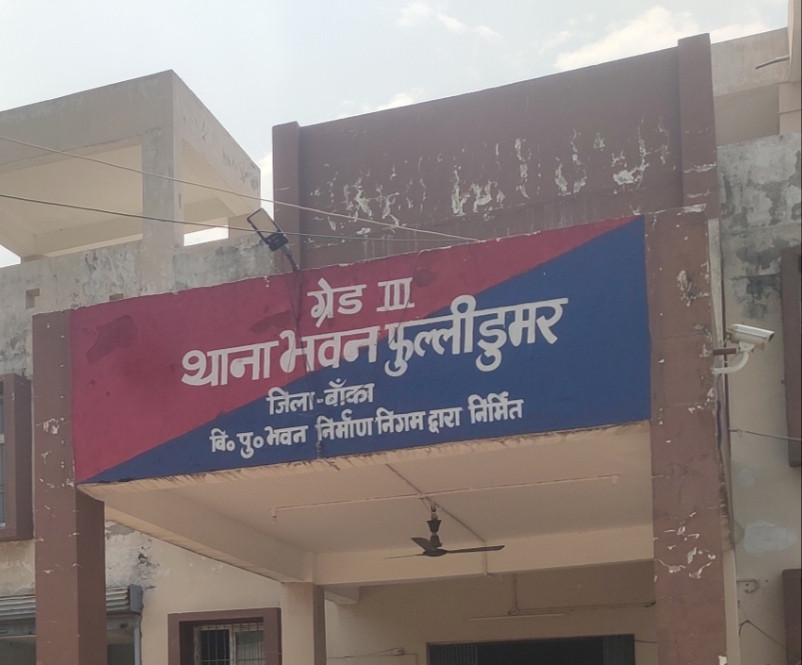 ग्रेड III
थाना भवन फुल्लीडुमर
जिला-बाँका
बि० पु० भवन निर्माण निगम द्वारा निर्मित